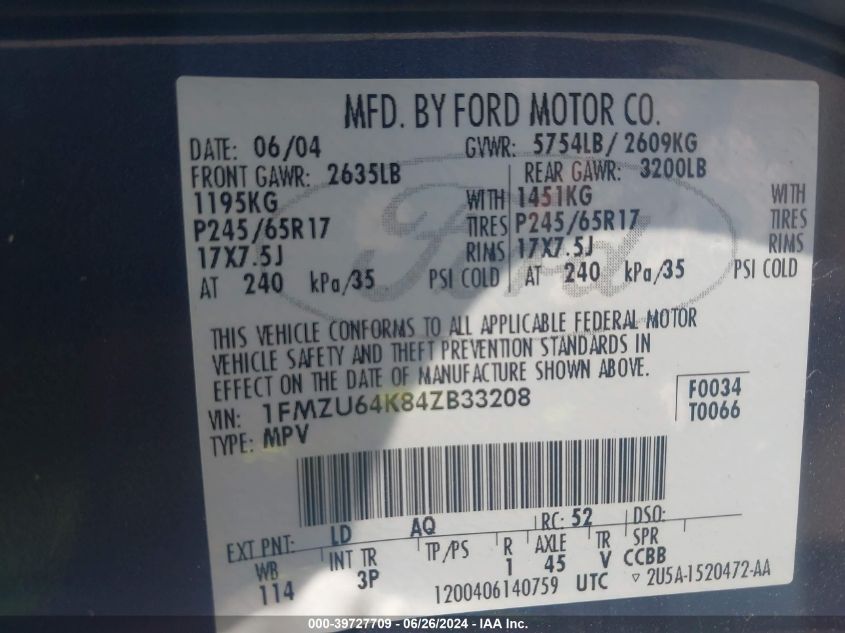 MFD. BY FORD MOTOR CO.
DATE: 06/04 GVWR: 5754LB/ 2609KG
FRONT GAWR: 2635LB REAR GAWR: 3200LB
1195KG WITH 1451KG WITH
P245/65R17 TIRES P245/65R17 TIRES
17X7.5J RIMS 17X7.5J RIMS
AT 240 kPa/35 PSI COLD AT 240 kPa/35 PSI COLD
Ford
THIS VEHICLE CONFORMS TO ALL APPLICABLE FEDERAL MOTOR
VEHICLE SAFETY AND THEFT PREVENTION STANDARDS IN
EFFECT ON THE DATE OF MANUFACTURE SHOWN ABOVE.
VIN: 1FMZU64K84ZB33208 F0034
TYPE: MPV T0066
EXT PNT: LD AQ RC: 52 DSO:
WB INT TR TP/PS R AXLE TR SPR
114 3P 1 45 V CCBB
1200406140759 UTC ▽ 2U5A-1520472-AA
000-39727709 - 06/26/2024 - IAA Inc.